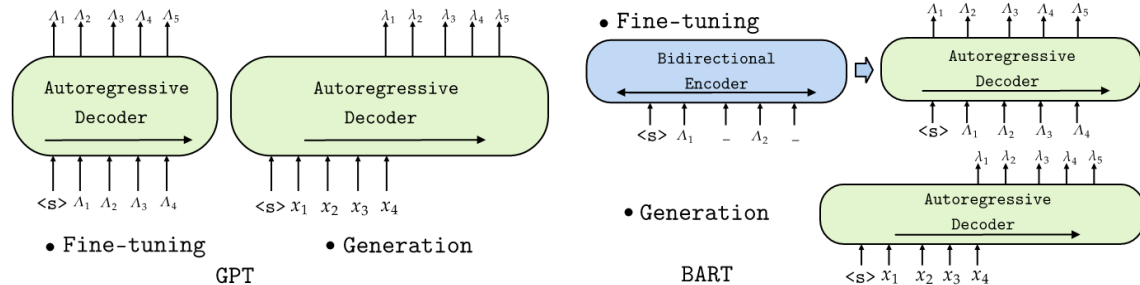 Λ₁ Λ₂ Λ₃ Λ₄ Λ₅
Autoregressive
Decoder
<s> Λ₁ Λ₂ Λ₃ Λ₄
• Fine-tuning
λ₁ λ₂ λ₃ λ₄ λ₅
Autoregressive
Decoder
<s> x₁ x₂ x₃ x₄
• Generation
GPT
• Fine-tuning
Bidirectional
Encoder
<s> Λ₁ _ Λ₂ _
Λ₁ Λ₂ Λ₃ Λ₄ Λ₅
Autoregressive
Decoder
<s> Λ₁ Λ₂ Λ₃ Λ₄
• Generation
λ₁ λ₂ λ₃ λ₄ λ₅
Autoregressive
Decoder
<s> x₁ x₂ x₃ x₄
BART